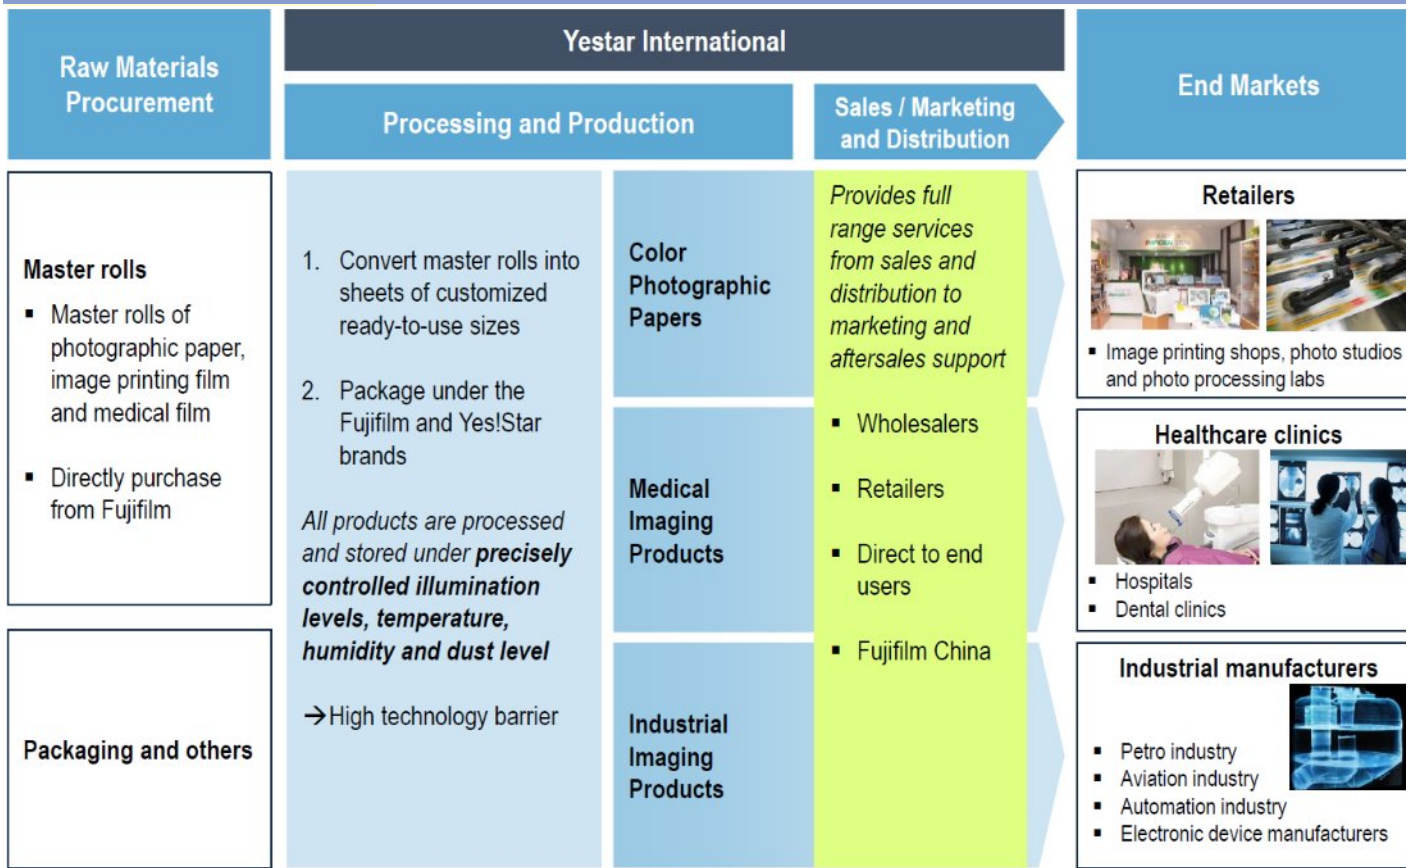 Raw Materials
Procurement
Yestar International
Processing and Production
Sales / Marketing
and Distribution
End Markets
Master rolls
▪ Master rolls of
photographic paper,
image printing film
and medical film
▪ Directly purchase
from Fujifilm
Packaging and others
1. Convert master rolls into
sheets of customized
ready-to-use sizes
2. Package under the
Fujifilm and Yes!Star
brands
All products are processed
and stored under precisely
controlled illumination
levels, temperature,
humidity and dust level
→High technology barrier
Color
Photographic
Papers
Medical
Imaging
Products
Industrial
Imaging
Products
Provides full
range services
from sales and
distribution to
marketing and
aftersales support
▪ Wholesalers
▪ Retailers
▪ Direct to end
users
▪ Fujifilm China
Retailers
▪ Image printing shops, photo studios
and photo processing labs
Healthcare clinics
▪ Hospitals
▪ Dental clinics
Industrial manufacturers
▪ Petro industry
▪ Aviation industry
▪ Automation industry
▪ Electronic device manufacturers